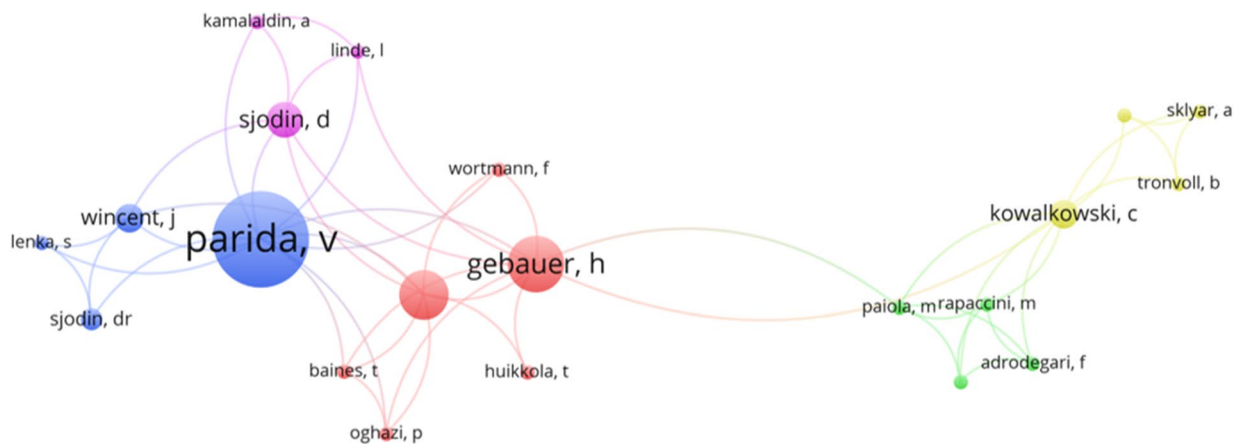 kamalaldin, a
linde, l
sklyar, a
sjodin, d
wortmann, f
tronvoll, b
wincent, j
kowalkowski, c
parida, v
lenka, s
gebauer, h
paiola, m
rapaccini, m
sjodin, dr
adrodegari, f
baines, t
huikkola, t
oghazi, p